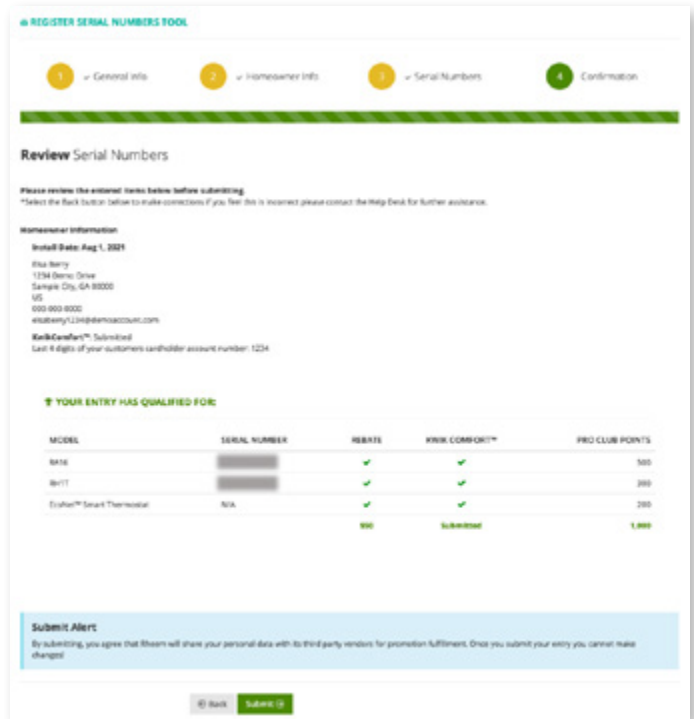 REGISTER SERIAL NUMBERS TOOL
1 ✓ General Info 2 ✓ Homeowner Info 3 ✓ Serial Numbers 4 Confirmation
Review Serial Numbers
Please review the entered items below before submitting.
*Select the Back button below to make corrections if you feel this is incorrect please contact the Help Desk for further assistance.
Homeowner Information
Install Date: Aug 1, 2021
Elsa Berry
1234 Demo Drive
Sample City, GA 00000
US
000-000-0000
elsaberry1234@demoaccount.com
KwikComfort™: Submitted
Last 4 digits of your customers cardholder account number: 1234
YOUR ENTRY HAS QUALIFIED FOR:
MODEL SERIAL NUMBER REBATE KWIK COMFORT™ PRO CLUB POINTS
RA16 ✓ ✓ 500
RH1T ✓ ✓ 300
EcoNet™ Smart Thermostat N/A ✓ ✓ 200
Submitted 1,000
Submit Alert
By submitting, you agree that Rheem will share your personal data with its third party vendors for promotion fulfillment. Once you submit your entry you cannot make
changes!
Back Submit